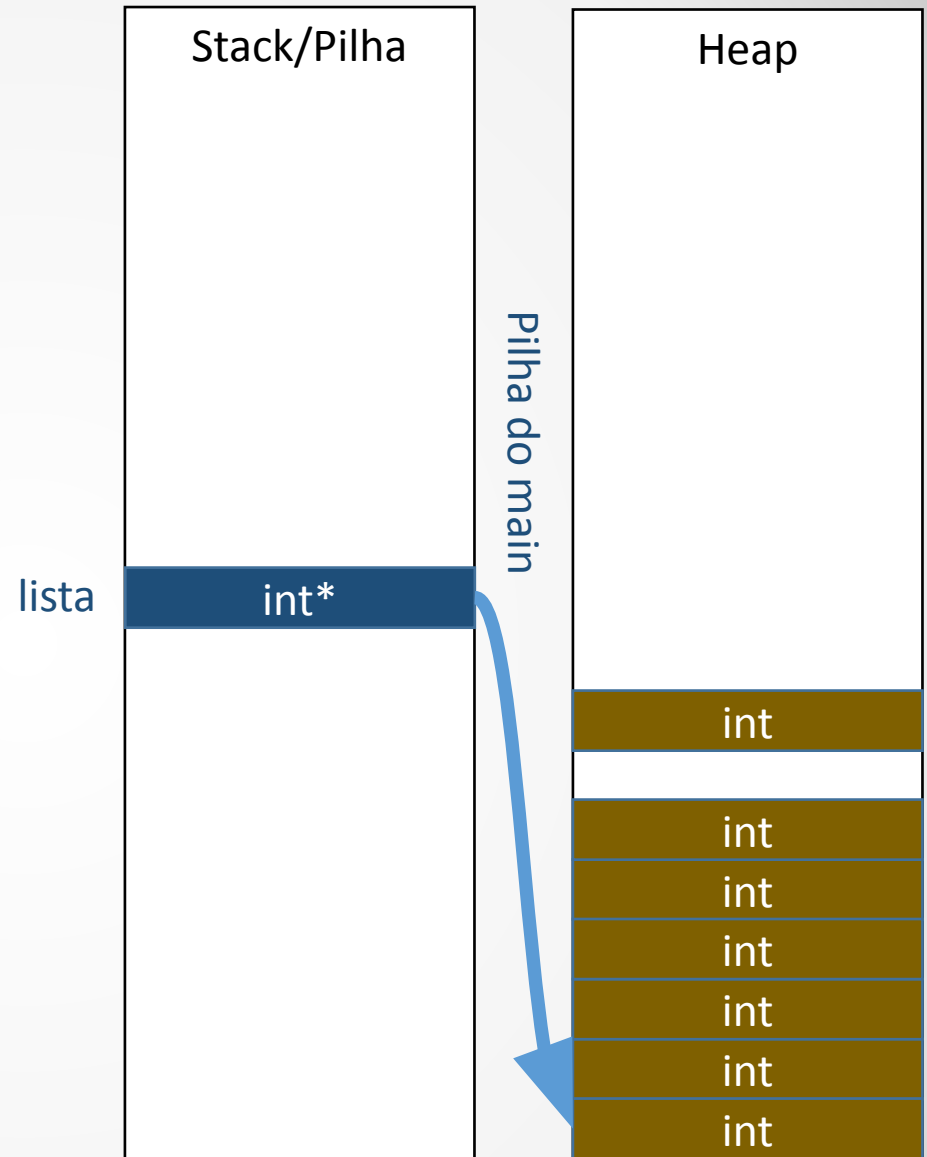 Stack/Pilha
Heap
Pilha do main
lista
int*
int
int
int
int
int
int
int